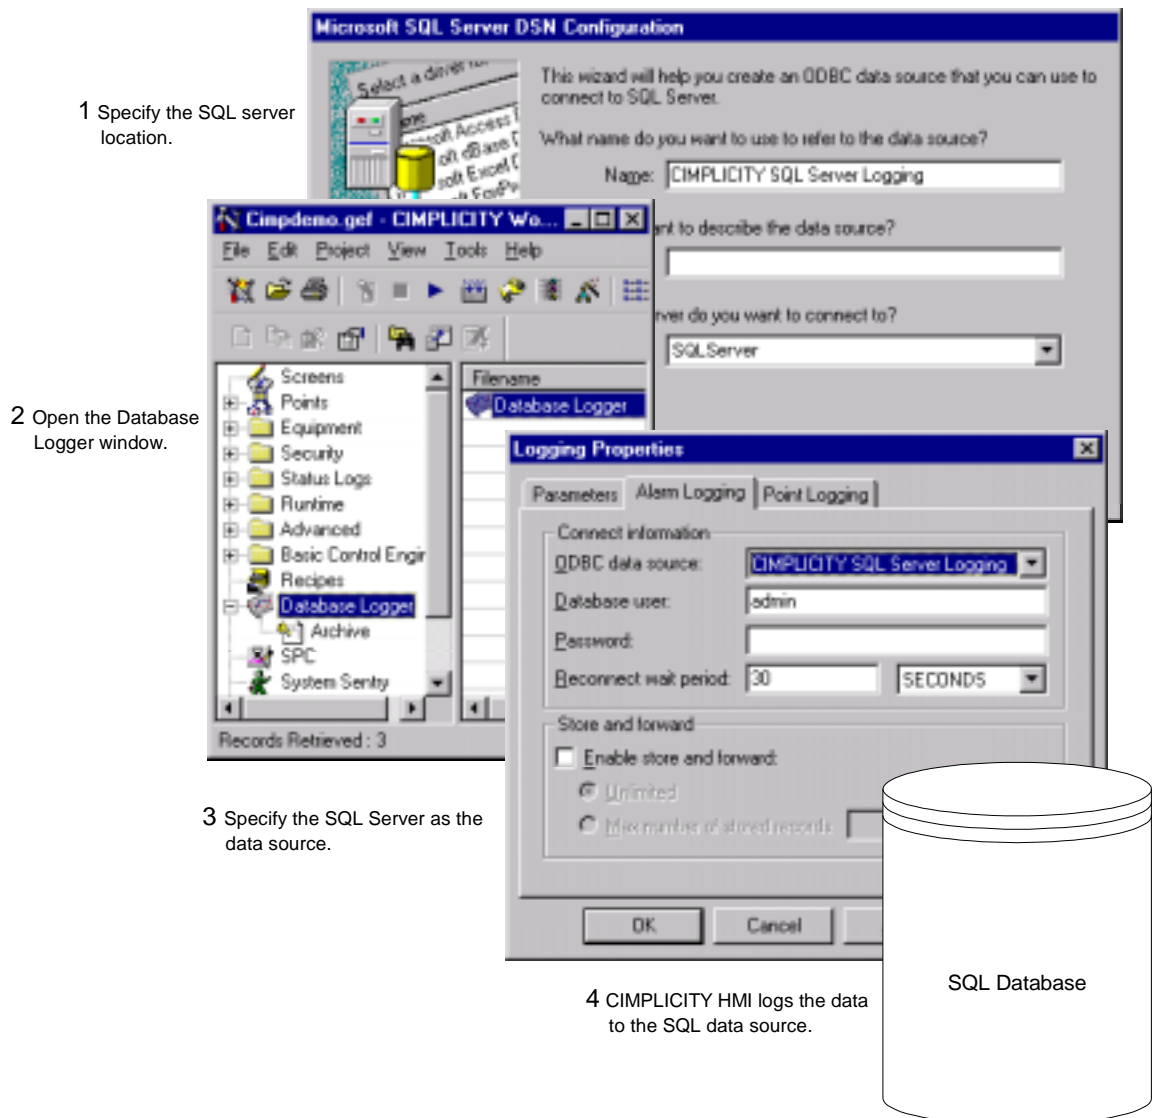 Microsoft SQL Server DSN Configuration
Select a driver for
This wizard will help you create an ODBC data source that you can use to
connect to SQL Server.
1 Specify the SQL server
location.
What name do you want to use to refer to the data source?
Name: CIMPLICITY SQL Server Logging
Cimpdemo.gef - CIMPLICITY Wo...
File Edit Project View Tools Help
to describe the data source?
do you want to connect to?
SQLServer
2 Open the Database
Logger window.
Screens
Points
Equipment
Security
Status Logs
Runtime
Advanced
Basic Control Engir
Recipes
Database Logger
Archive
SPC
System Sentry
Records Retrieved : 3
Filename
Database Logger
Logging Properties
Parameters Alarm Logging Point Logging
Connect information
ODBC data source: CIMPLICITY SQL Server Logging
Database user: admin
Password:
Reconnect wait period: 30 SECONDS
Store and forward
Enable store and forward:
Unlimited
Max number of stored records
OK Cancel
3 Specify the SQL Server as the
data source.
4 CIMPLICITY HMI logs the data
to the SQL data source.
SQL Database